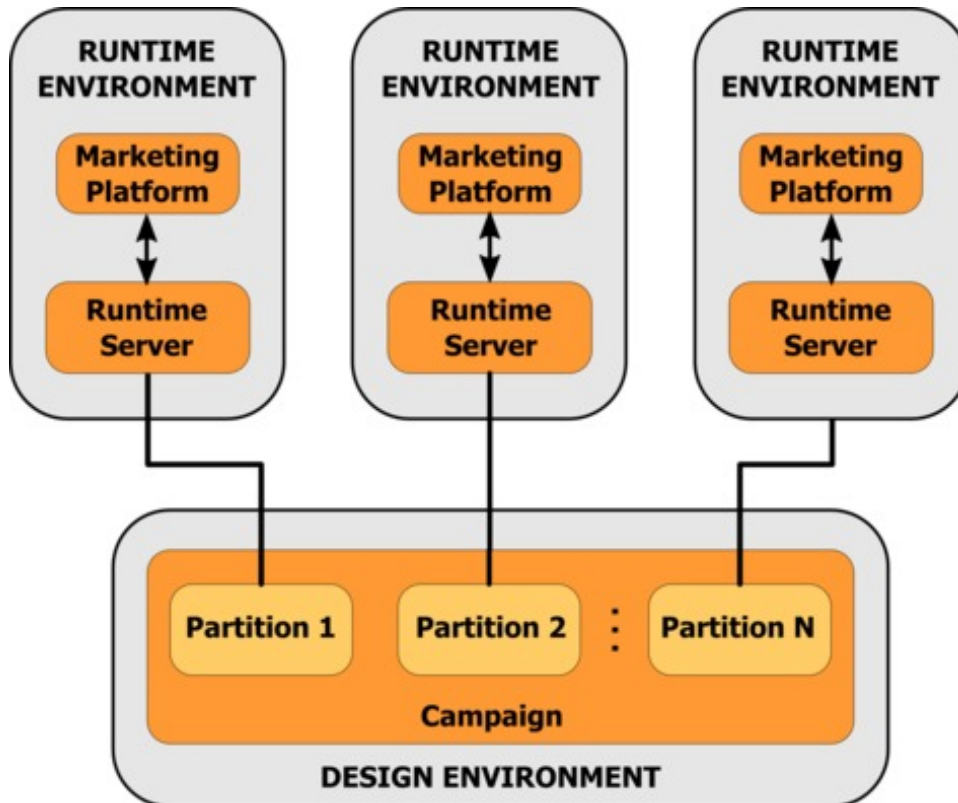 RUNTIME
ENVIRONMENT
Marketing
Platform
Runtime
Server
RUNTIME
ENVIRONMENT
Marketing
Platform
Runtime
Server
RUNTIME
ENVIRONMENT
Marketing
Platform
Runtime
Server
Partition 1
Partition 2
Partition N
Campaign
DESIGN ENVIRONMENT